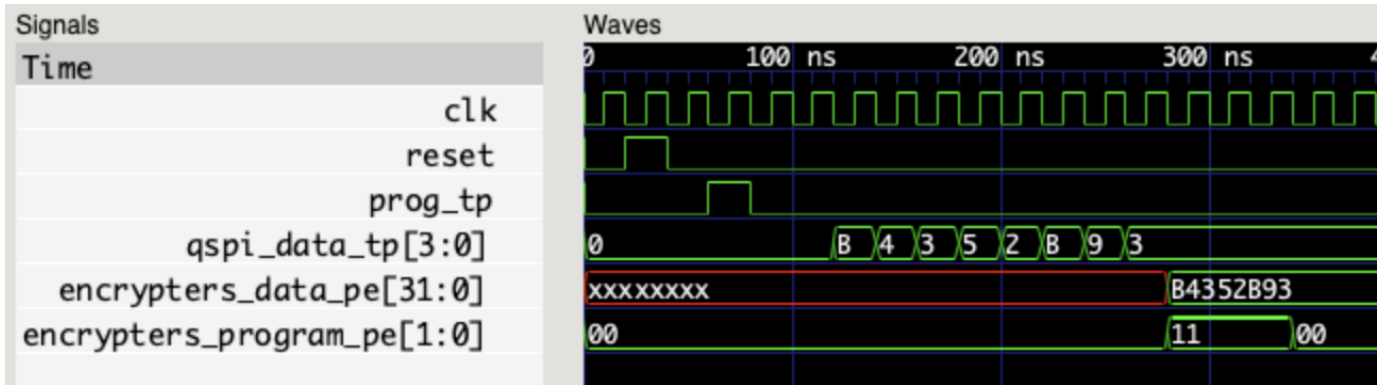 Signals Waves
Time 0 100 ns 200 ns 300 ns 4
clk
reset
prog_tp
qspi_data_tp[3:0] 0 B 4 3 5 2 B 9 3
encrypters_data_pe[31:0] xxxxxxxx B4352B93
encrypters_program_pe[1:0] 00 11 00